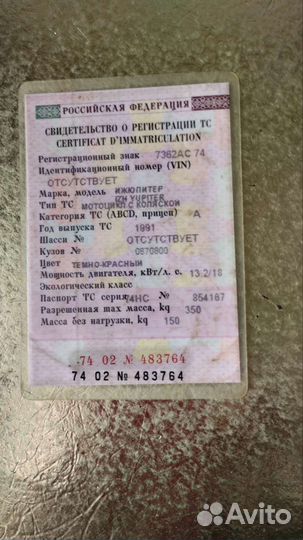 РОССИЙСКАЯ ФЕДЕРАЦИЯ
СВИДЕТЕЛЬСТВО О РЕГИСТРАЦИИ ТС
CERTIFICAT D'IMMATRICULATION
Регистрационный знак 7362АС 74
Идентификационный номер (VIN)
ОТСУТСТВУЕТ
Марка, модель ИЖЮПИТЕР
IZH YUPITER
Тип ТС МОТОЦИКЛ С КОЛЯСКОЙ
Категория ТС (ABCD, прицеп) А
Год выпуска ТС 1991
Шасси № ОТСУТСТВУЕТ
Кузов №
Цвет ТЕМНО-КРАСНЫЙ
Мощность двигателя, кВт/л. с. 13.2/18
Экологический класс
Паспорт ТС серия 74НС № 854187
Разрешенная max масса, kg 350
Масса без нагрузки, kg 150
74 02 № 483764
74 02 № 483764
Avito